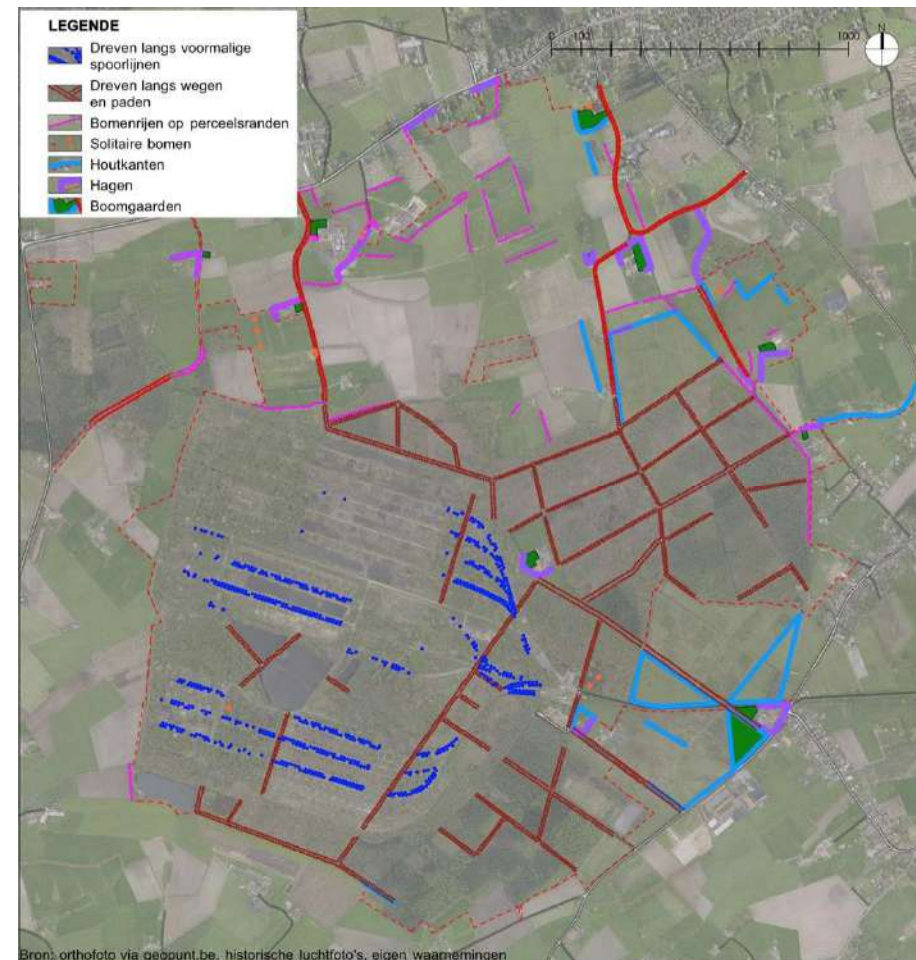 LEGENDE
Dreven langs voormalige
spoorlijnen
Dreven langs wegen
en paden
Bomenrijen op perceelsranden
Solitaire bomen
Houtkanten
Hagen
Boomgaarden
0 100 1000 N
Bron: orthofoto via geopunt.be, historische luchtfoto's, eigen waarnemingen